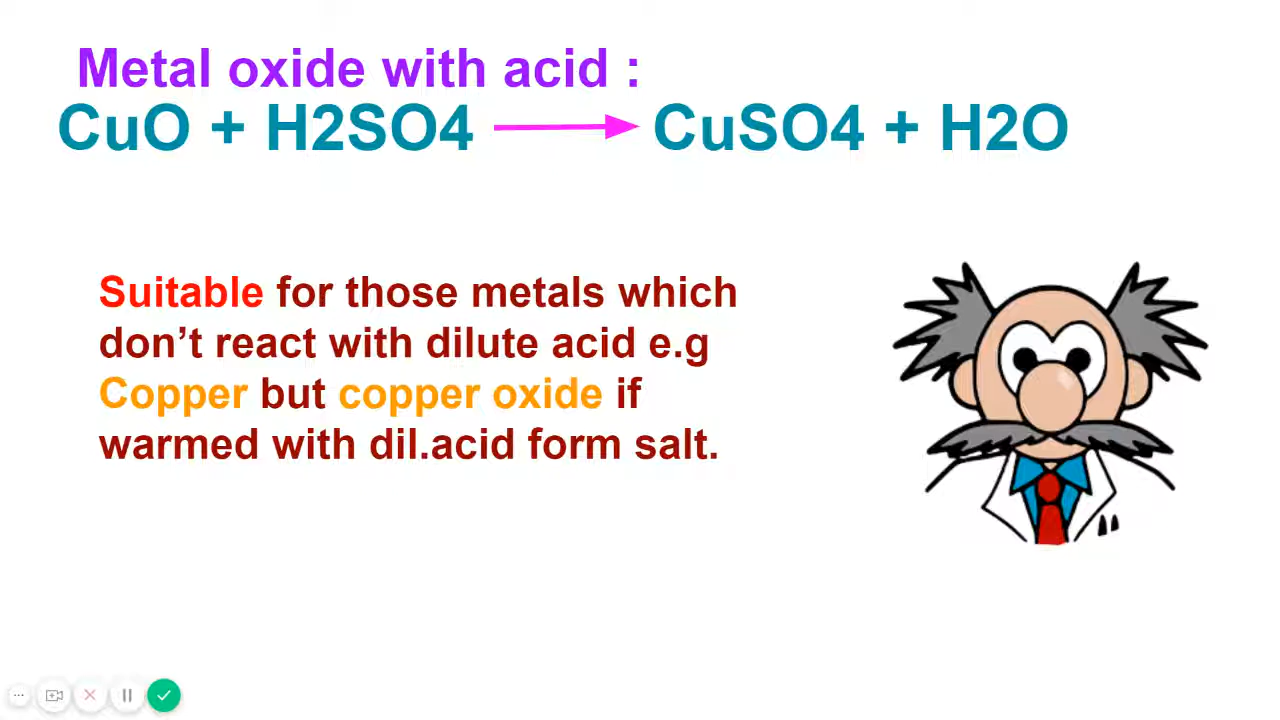 Metal oxide with acid :
CuO + H2SO4 ⟶ CuSO4 + H2O
Suitable for those metals which
don’t react with dilute acid e.g
Copper but copper oxide if
warmed with dil.acid form salt.